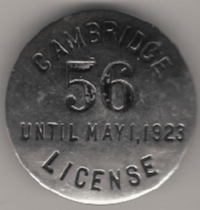 CAMBRIDGE
56
UNTIL MAY 1, 1923
LICENSE